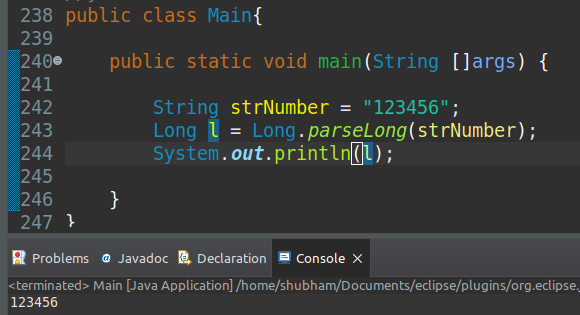 238 public class Main{
239
240 public static void main(String []args) {
241
242 String strNumber = "123456";
243 Long l = Long.parseLong(strNumber);
244 System.out.println(l);
245
246 }
247 }
Problems Javadoc Declaration Console
<terminated> Main [Java Application] /home/shubham/Documents/eclipse/plugins/org.eclipse.
123456